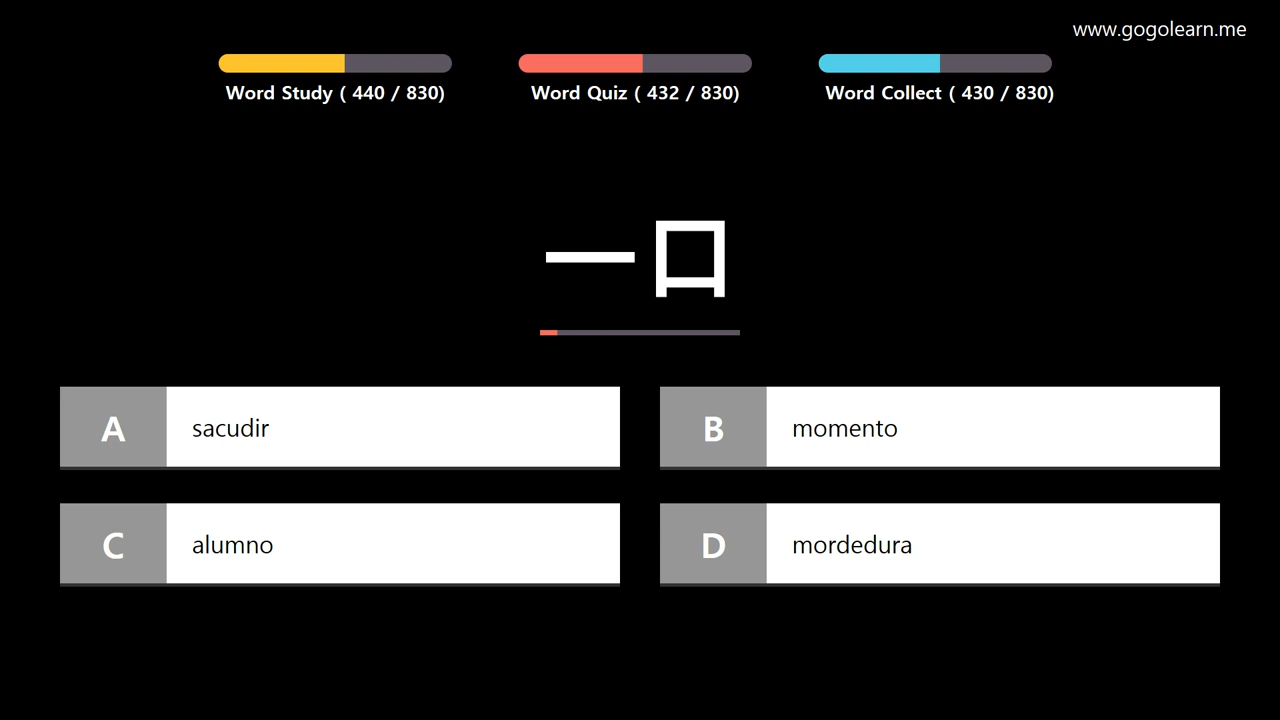 www.gogolearn.me
Word Study ( 440 / 830)
Word Quiz ( 432 / 830)
Word Collect ( 430 / 830)
一口
A sacudir
B momento
C alumno
D mordedura